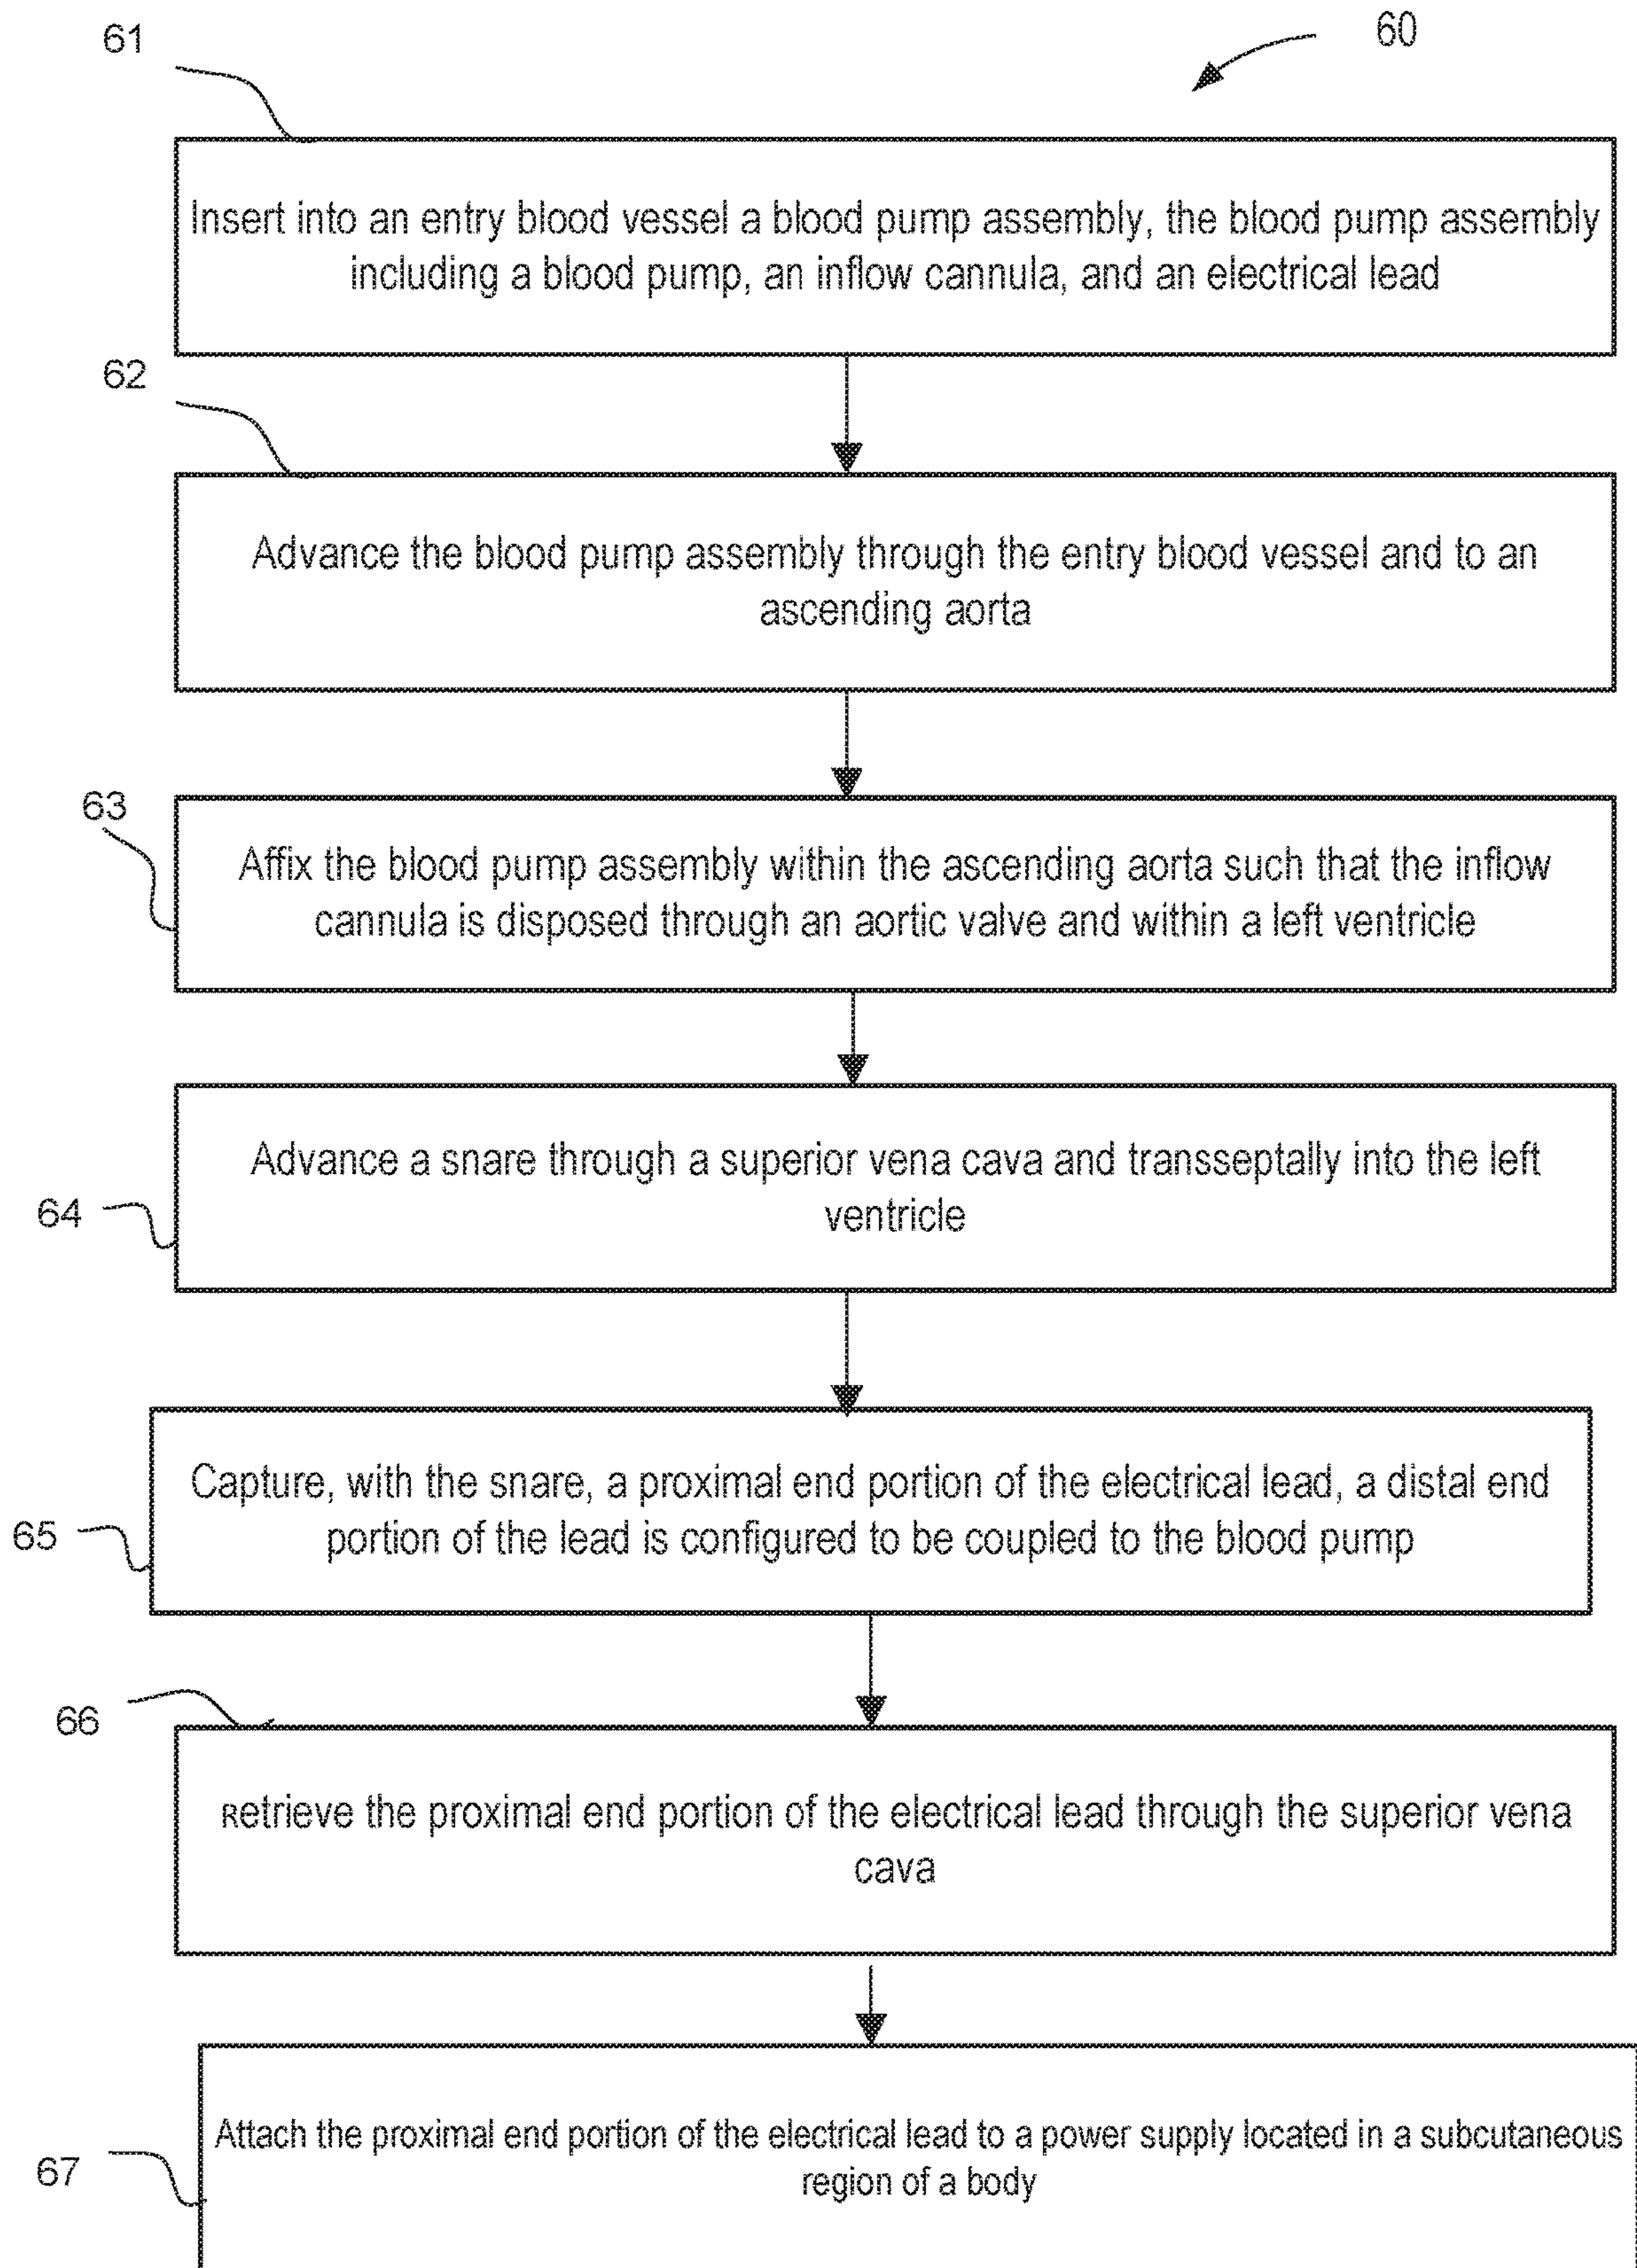 60
61
Insert into an entry blood vessel a blood pump assembly, the blood pump assembly
including a blood pump, an inflow cannula, and an electrical lead
62
Advance the blood pump assembly through the entry blood vessel and to an
ascending aorta
63
Affix the blood pump assembly within the ascending aorta such that the inflow
cannula is disposed through an aortic valve and within a left ventricle
64
Advance a snare through a superior vena cava and transseptally into the left
ventricle
65
Capture, with the snare, a proximal end portion of the electrical lead, a distal end
portion of the lead is configured to be coupled to the blood pump
66
Retrieve the proximal end portion of the electrical lead through the superior vena
cava
67
Attach the proximal end portion of the electrical lead to a power supply located in a subcutaneous
region of a body